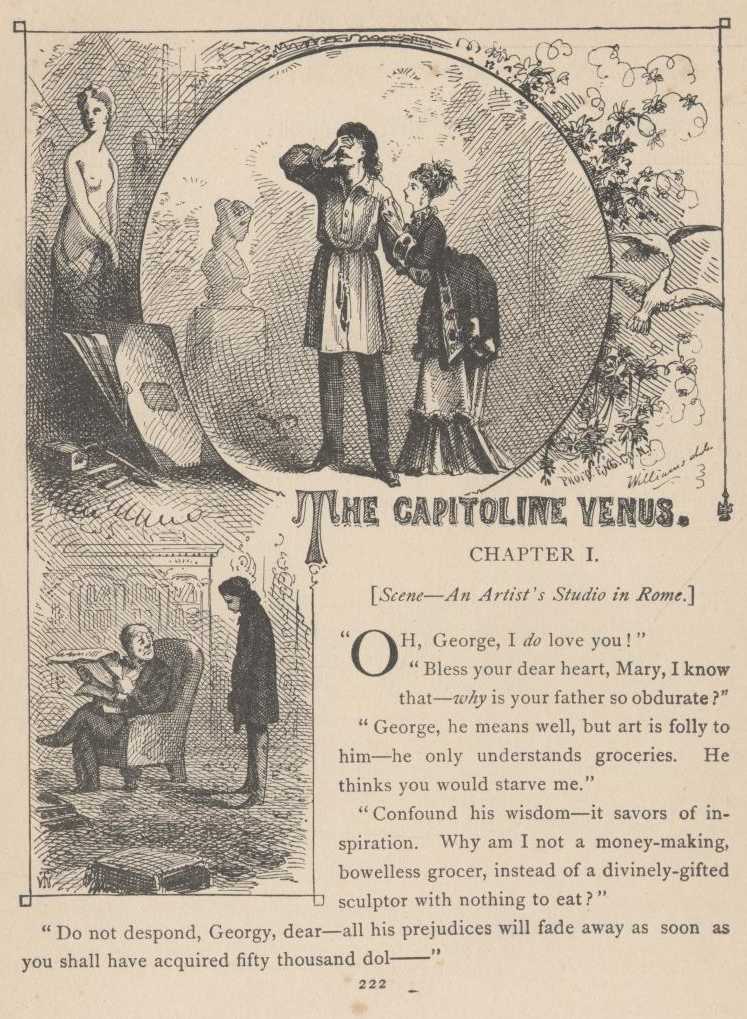 PHOTO.ENG.CO. N.Y.
Williams
THE CAPITOLINE VENUS.
CHAPTER I.
[Scene—An Artist's Studio in Rome.]
“OH, George, I do love you!”
“Bless your dear heart, Mary, I know
that—why is your father so obdurate?”
“George, he means well, but art is folly to
him—he only understands groceries. He
thinks you would starve me.”
“Confound his wisdom—it savors of in-
spiration. Why am I not a money-making,
bowelless grocer, instead of a divinely-gifted
sculptor with nothing to eat?”
“Do not despond, Georgy, dear—all his prejudices will fade away as soon as
you shall have acquired fifty thousand dol——”
222